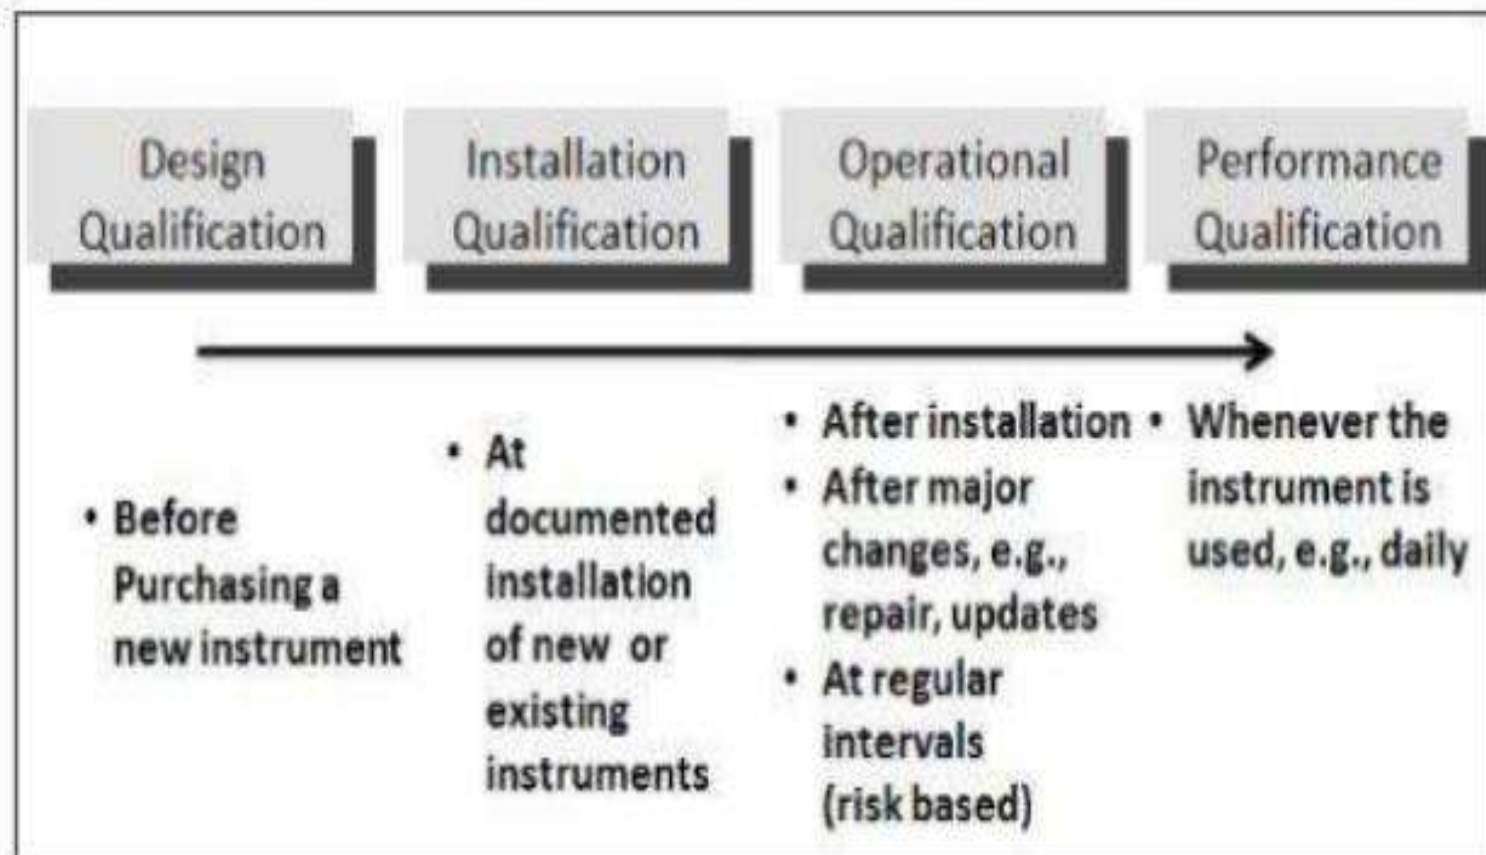 Design
Qualification
Installation
Qualification
Operational
Qualification
Performance
Qualification
• Before
Purchasing a
new instrument
• At
documented
installation
of new or
existing
instruments
• After installation
• After major
changes, e.g.,
repair, updates
• At regular
intervals
(risk based)
• Whenever the
instrument is
used, e.g., daily